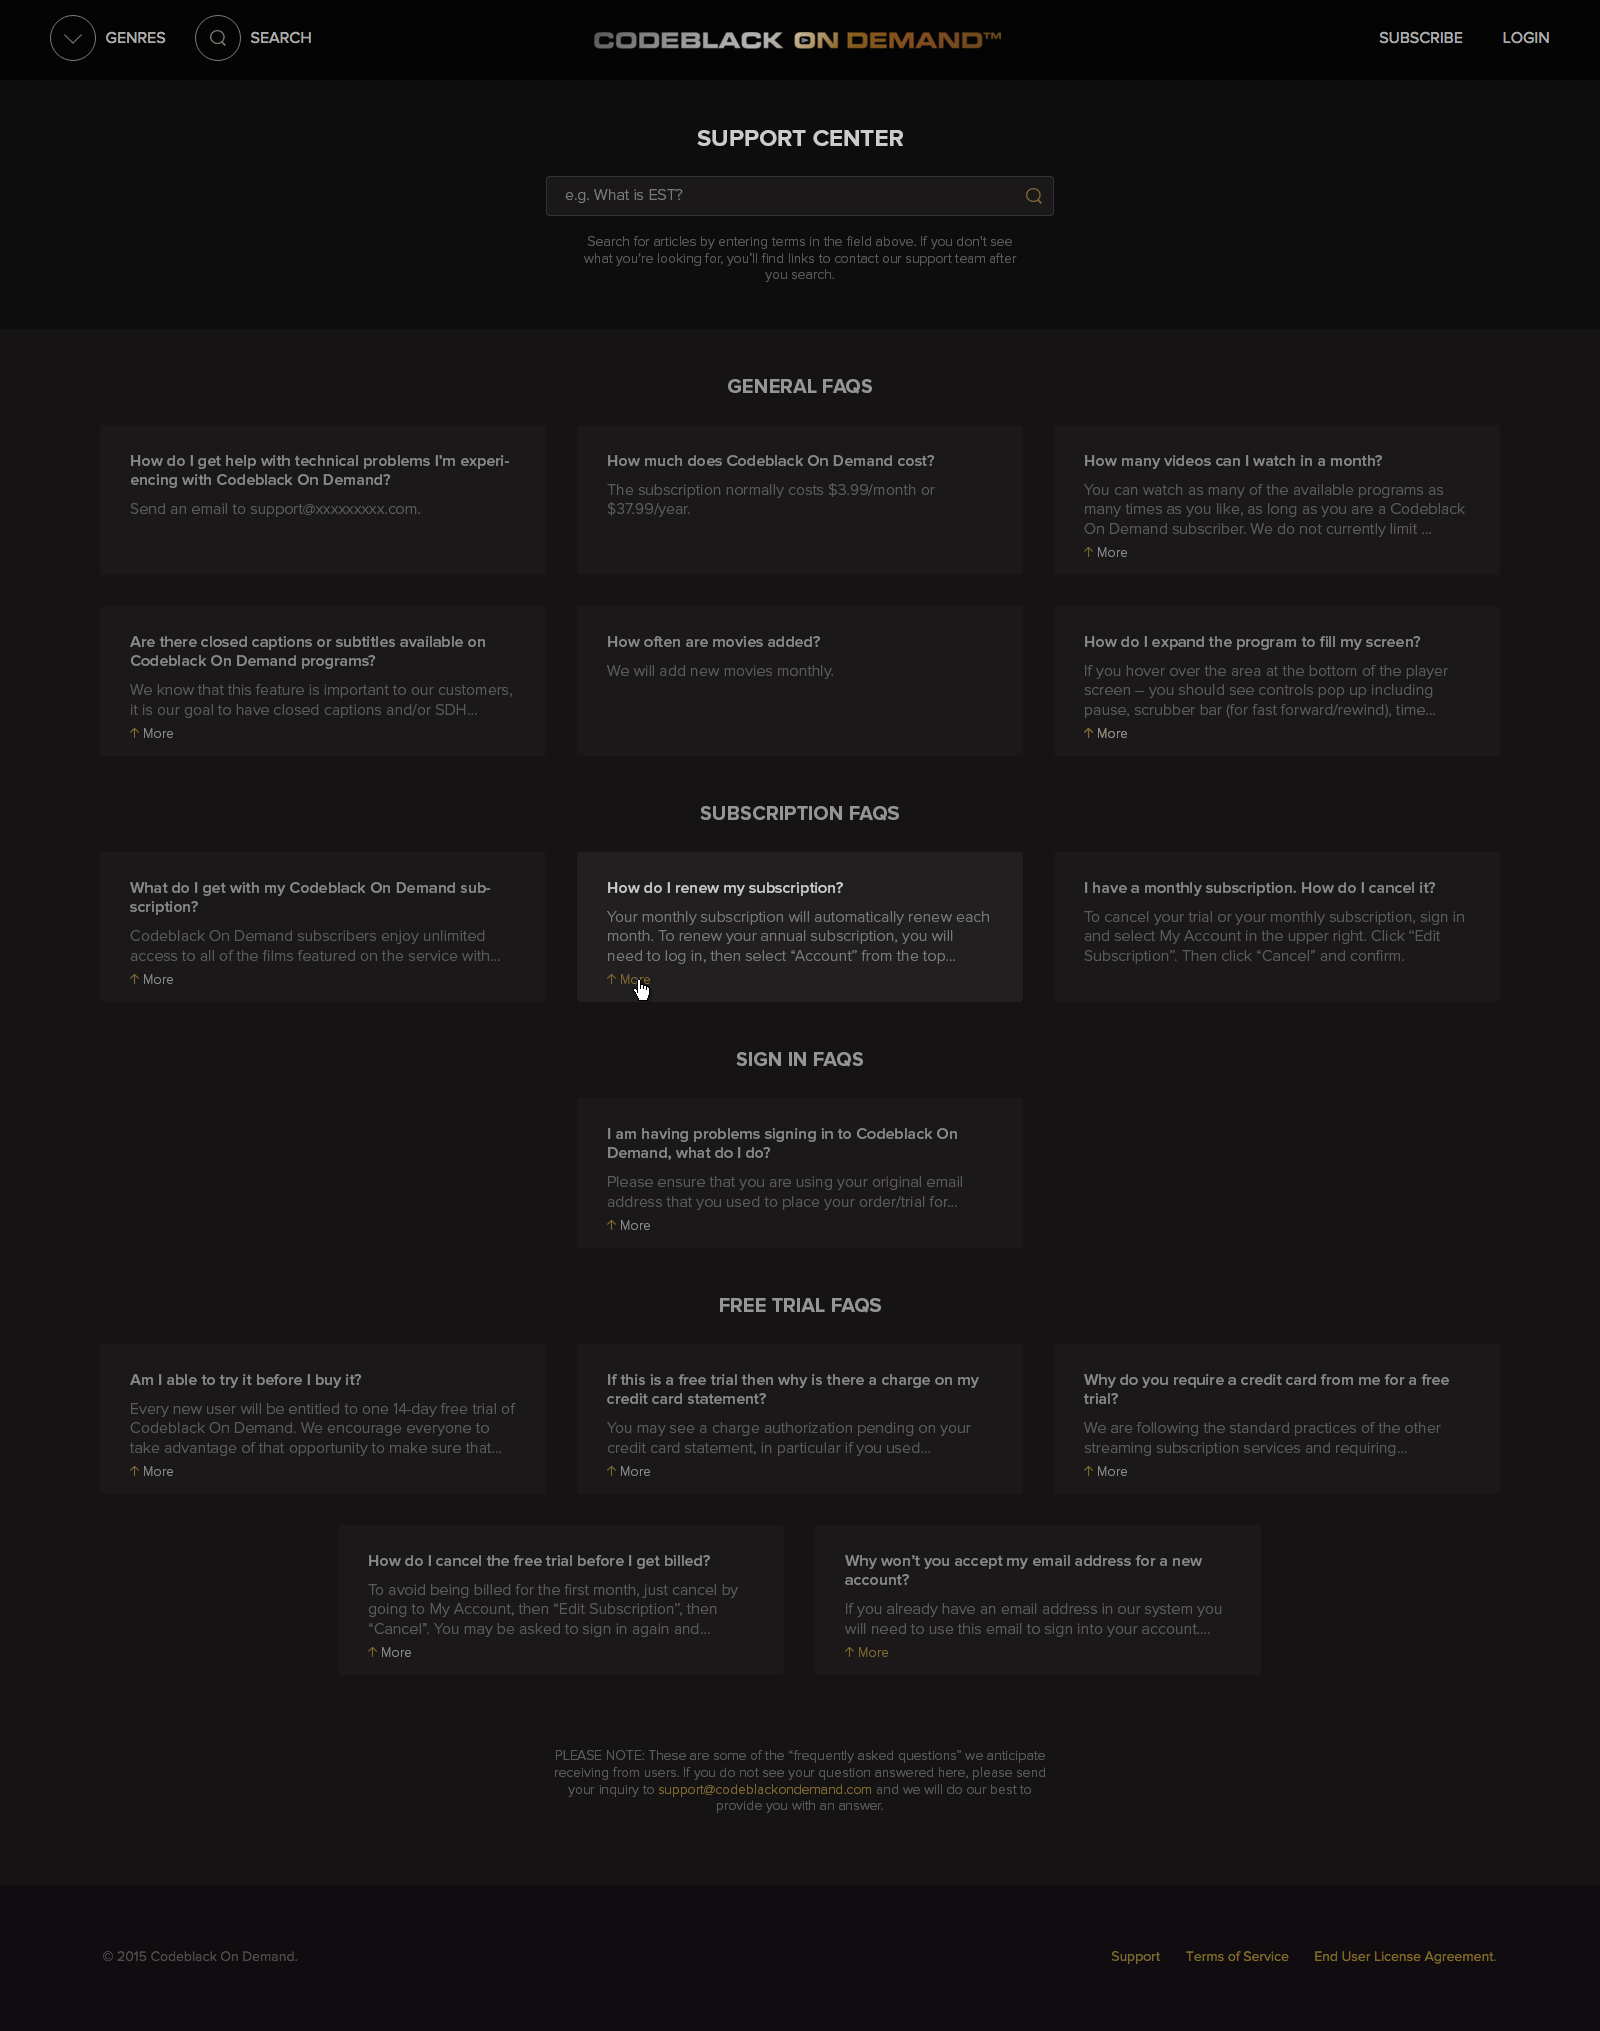 GENRES
SEARCH
CODEBLACK ON DEMAND™
SUBSCRIBE
LOGIN
SUPPORT CENTER
e.g. What is EST?
Search for articles by entering terms in the field above. If you don't see
what you're looking for, you'll find links to contact our support team after
you search.
GENERAL FAQS
How do I get help with technical problems I’m experi-
encing with Codeblack On Demand?
Send an email to support@xxxxxxxxx.com.
How much does Codeblack On Demand cost?
The subscription normally costs $3.99/month or
$37.99/year.
How many videos can I watch in a month?
You can watch as many of the available programs as
many times as you like, as long as you are a Codeblack
On Demand subscriber. We do not currently limit ...
↑ More
Are there closed captions or subtitles available on
Codeblack On Demand programs?
We know that this feature is important to our customers,
it is our goal to have closed captions and/or SDH...
↑ More
How often are movies added?
We will add new movies monthly.
How do I expand the program to fill my screen?
If you hover over the area at the bottom of the player
screen – you should see controls pop up including
pause, scrubber bar (for fast forward/rewind), time...
↑ More
SUBSCRIPTION FAQS
What do I get with my Codeblack On Demand sub-
scription?
Codeblack On Demand subscribers enjoy unlimited
access to all of the films featured on the service with...
↑ More
How do I renew my subscription?
Your monthly subscription will automatically renew each
month. To renew your annual subscription, you will
need to log in, then select “Account” from the top...
↑ More
I have a monthly subscription. How do I cancel it?
To cancel your trial or your monthly subscription, sign in
and select My Account in the upper right. Click “Edit
Subscription”. Then click “Cancel” and confirm.
SIGN IN FAQS
I am having problems signing in to Codeblack On
Demand, what do I do?
Please ensure that you are using your original email
address that you used to place your order/trial for...
↑ More
FREE TRIAL FAQS
Am I able to try it before I buy it?
Every new user will be entitled to one 14-day free trial of
Codeblack On Demand. We encourage everyone to
take advantage of that opportunity to make sure that...
↑ More
If this is a free trial then why is there a charge on my
credit card statement?
You may see a charge authorization pending on your
credit card statement, in particular if you used...
↑ More
Why do you require a credit card from me for a free
trial?
We are following the standard practices of the other
streaming subscription services and requiring...
↑ More
How do I cancel the free trial before I get billed?
To avoid being billed for the first month, just cancel by
going to My Account, then “Edit Subscription”, then
“Cancel”. You may be asked to sign in again and...
↑ More
Why won’t you accept my email address for a new
account?
If you already have an email address in our system you
will need to use this email to sign into your account....
↑ More
PLEASE NOTE: These are some of the “frequently asked questions” we anticipate
receiving from users. If you do not see your question answered here, please send
your inquiry to support@codeblackondemand.com and we will do our best to
provide you with an answer.
© 2015 Codeblack On Demand.
Support
Terms of Service
End User License Agreement.